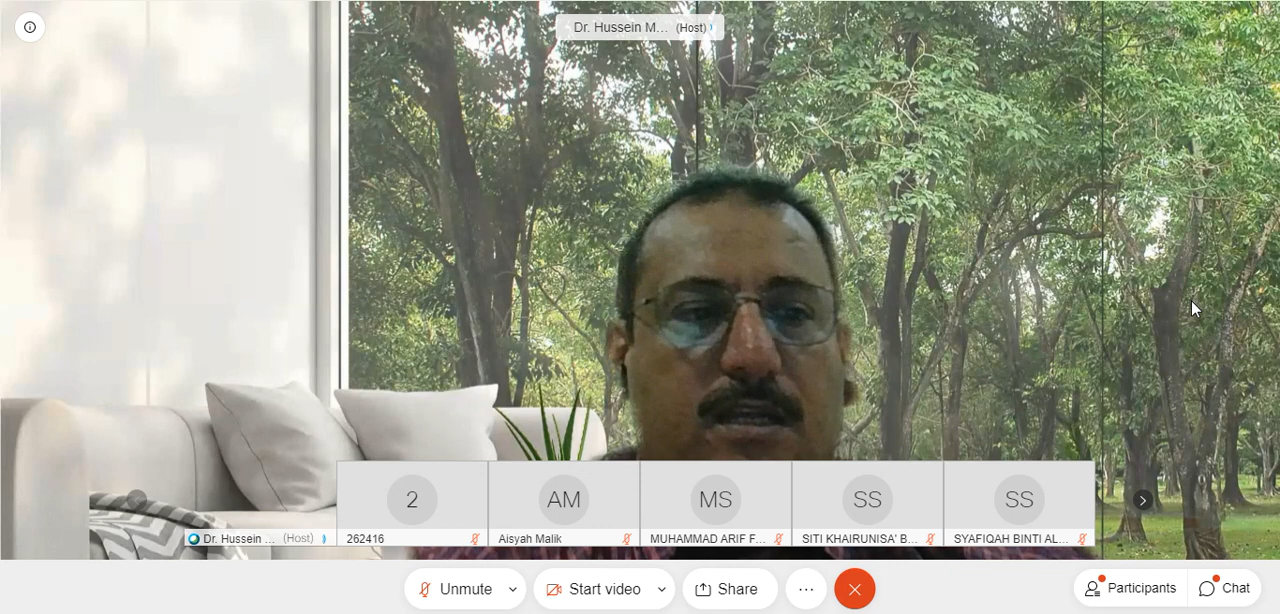 Dr. Hussein M... (Host)
2
AM
MS
SS
SS
Dr. Hussein ... (Host)
262416
Aisyah Malik
MUHAMMAD ARIF F...
SITI KHAIRUNISA' B...
SYAFIQAH BINTI AL...
Unmute
Start video
Share
Participants
Chat